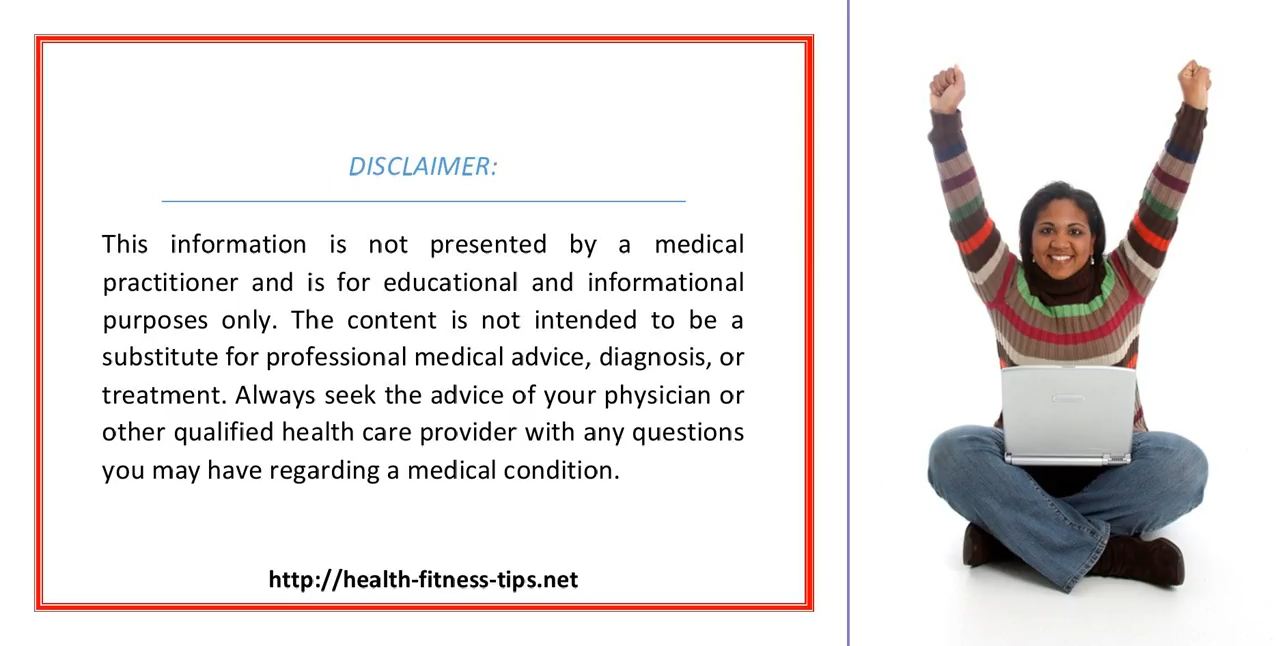 DISCLAIMER:
This information is not presented by a medical
practitioner and is for educational and informational
purposes only. The content is not intended to be a
substitute for professional medical advice, diagnosis, or
treatment. Always seek the advice of your physician or
other qualified health care provider with any questions
you may have regarding a medical condition.
http://health-fitness-tips.net